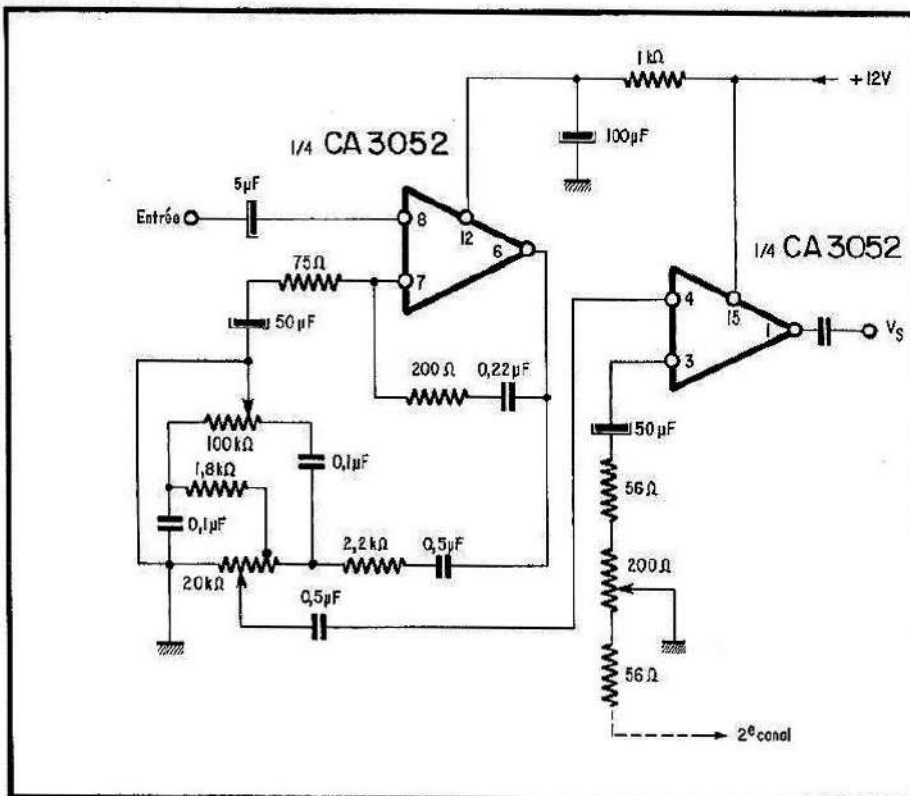 1 kΩ
+12V
100µF
1/4 CA 3052
5µF
Entrée
8
12
6
7
75Ω
50µF
200Ω
0,22µF
1/4 CA 3052
4
15
1
3
V$
50µF
100kΩ
0,1µF
1,8kΩ
0,1µF
20kΩ
2,2kΩ
0,5µF
0,5µF
56Ω
200Ω
56Ω
2e canal